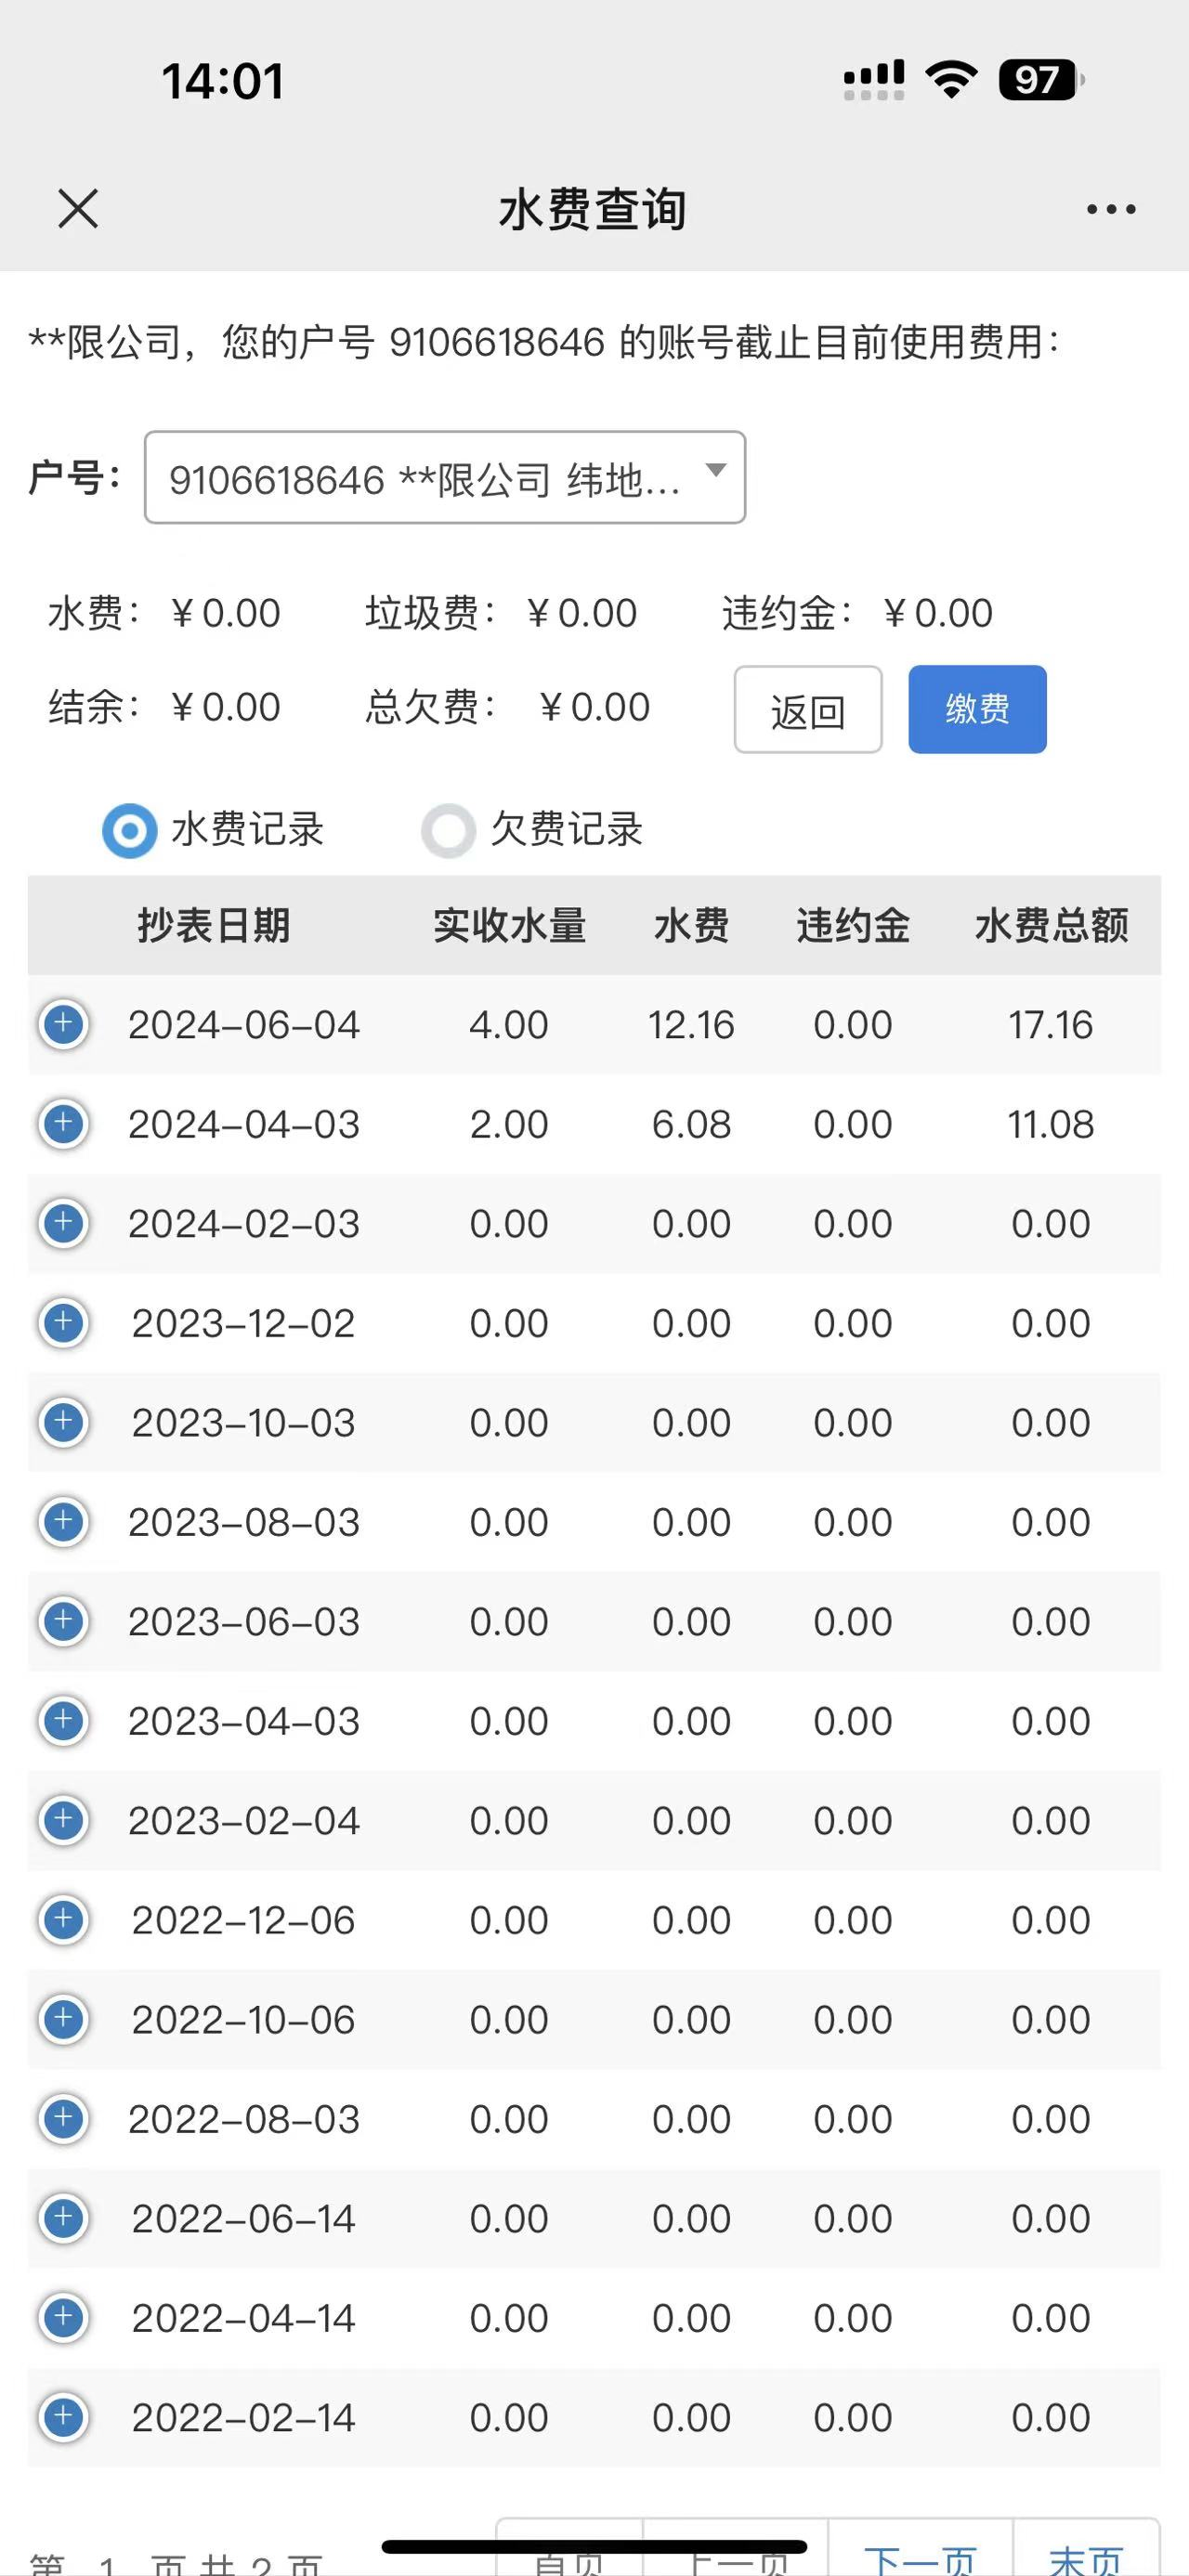 14:01
97
水费查询
**限公司，您的户号 9106618646 的账号截止目前使用费用：
户号： 9106618646 **限公司 纬地...
水费： ￥0.00 垃圾费： ￥0.00 违约金： ￥0.00
结余： ￥0.00 总欠费： ￥0.00 返回 缴费
水费记录 欠费记录
抄表日期 实收水量 水费 违约金 水费总额
2024-06-04 4.00 12.16 0.00 17.16
2024-04-03 2.00 6.08 0.00 11.08
2024-02-03 0.00 0.00 0.00 0.00
2023-12-02 0.00 0.00 0.00 0.00
2023-10-03 0.00 0.00 0.00 0.00
2023-08-03 0.00 0.00 0.00 0.00
2023-06-03 0.00 0.00 0.00 0.00
2023-04-03 0.00 0.00 0.00 0.00
2023-02-04 0.00 0.00 0.00 0.00
2022-12-06 0.00 0.00 0.00 0.00
2022-10-06 0.00 0.00 0.00 0.00
2022-08-03 0.00 0.00 0.00 0.00
2022-06-14 0.00 0.00 0.00 0.00
2022-04-14 0.00 0.00 0.00 0.00
2022-02-14 0.00 0.00 0.00 0.00
第 1 页共 2 页 首页 上一页 下一页 末页